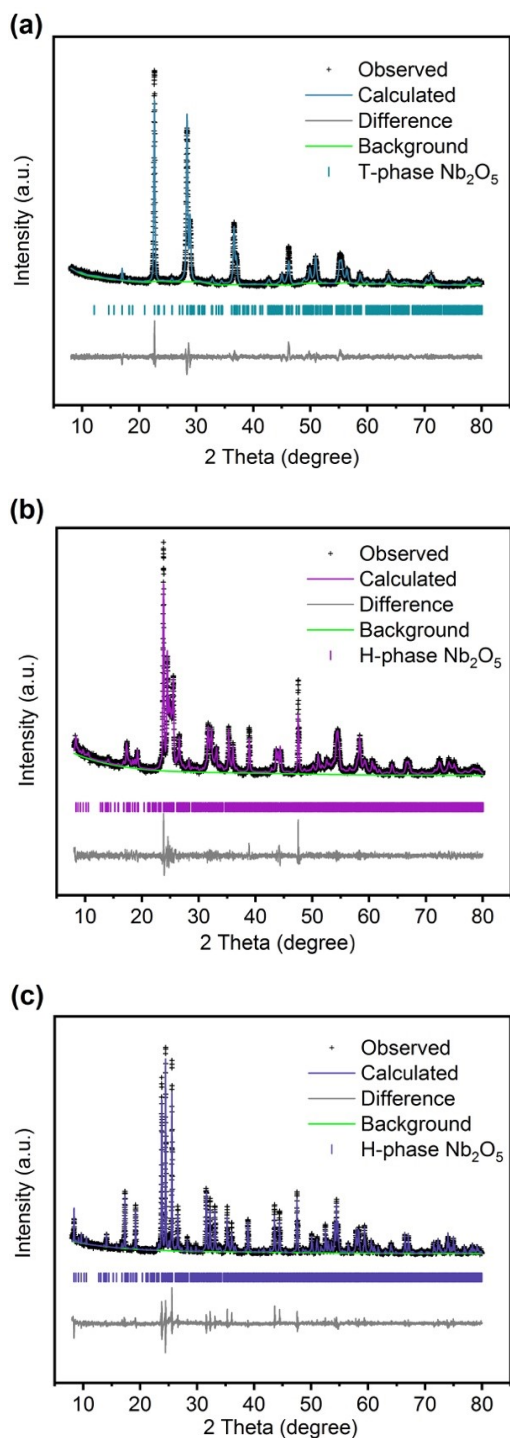 (a)
Observed
Calculated
Difference
Background
T-phase Nb₂O₅
Intensity (a.u.)
10 20 30 40 50 60 70 80
2 Theta (degree)
(b)
Observed
Calculated
Difference
Background
H-phase Nb₂O₅
Intensity (a.u.)
10 20 30 40 50 60 70 80
2 Theta (degree)
(c)
Observed
Calculated
Difference
Background
H-phase Nb₂O₅
Intensity (a.u.)
10 20 30 40 50 60 70 80
2 Theta (degree)